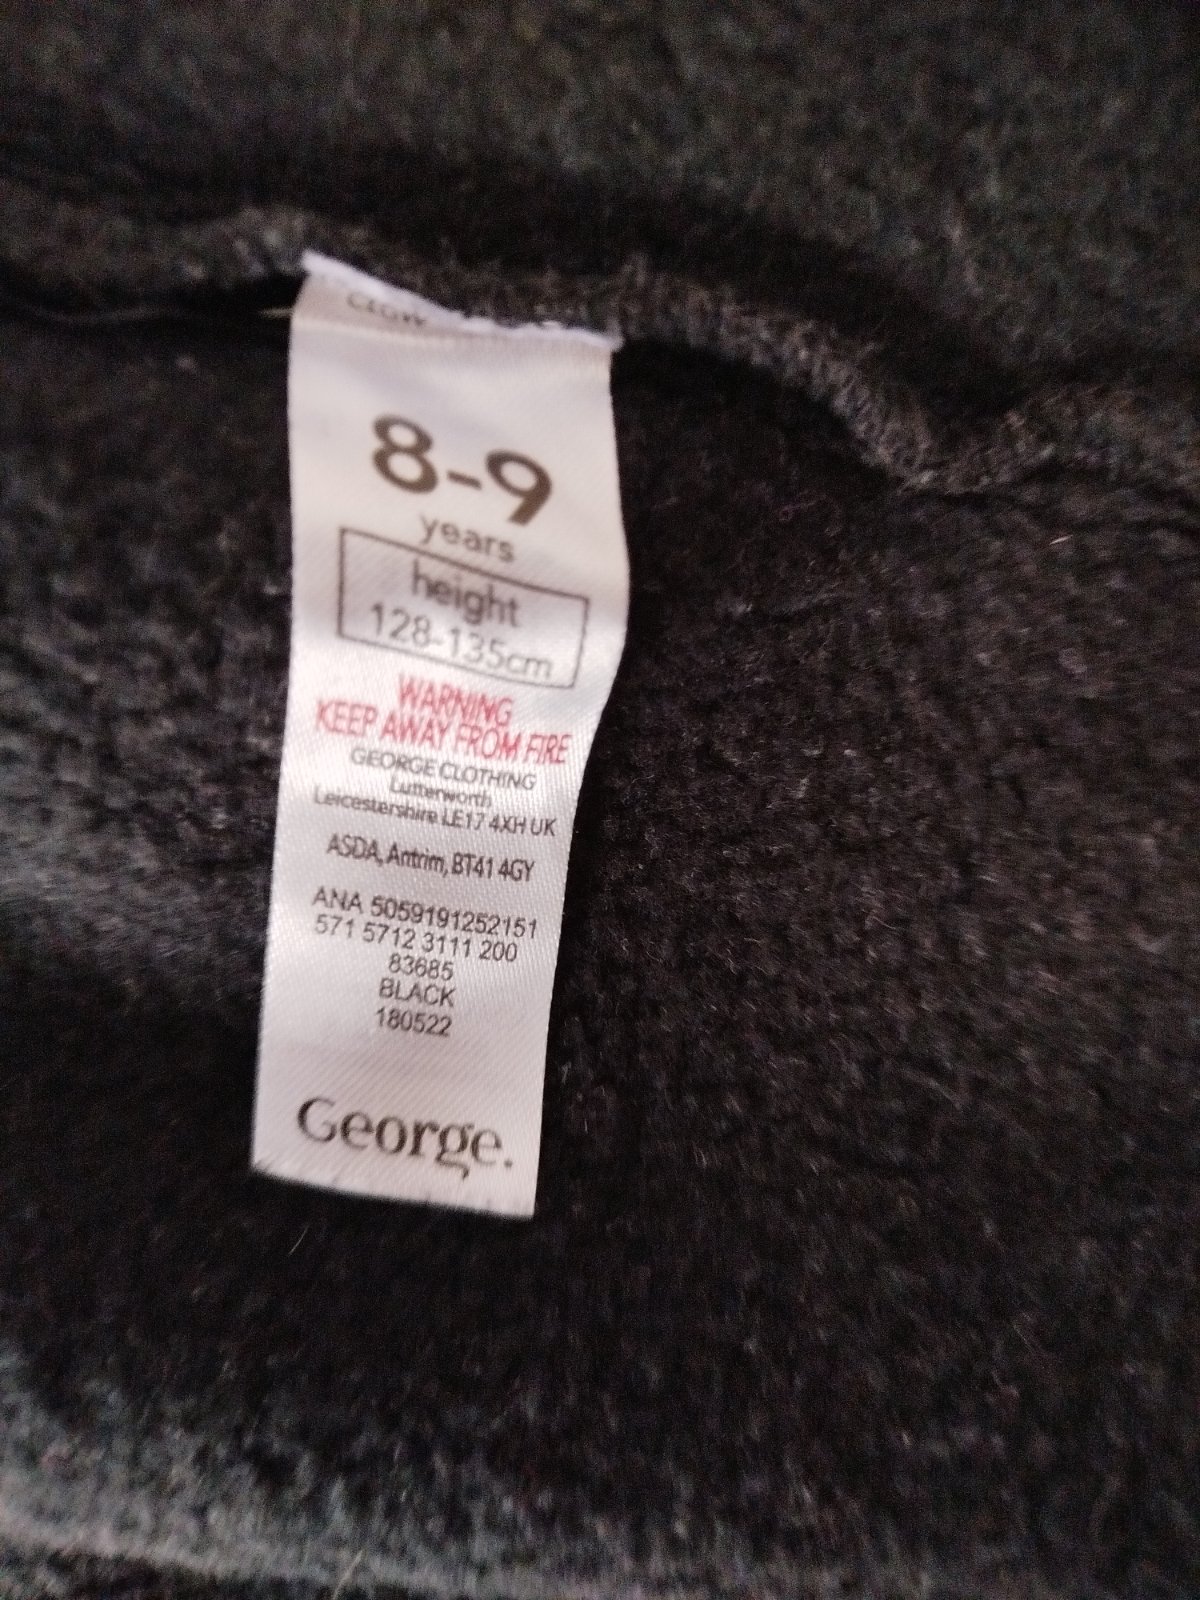 8-9
years
height
128-135cm
WARNING
KEEP AWAY FROM FIRE
GEORGE CLOTHING
Lutterworth
Leicestershire LE17 4XH UK
ASDA, Antrim, BT41 4GY
ANA 5059191252151
571 5712 3111 200
83685
BLACK
180522
George.